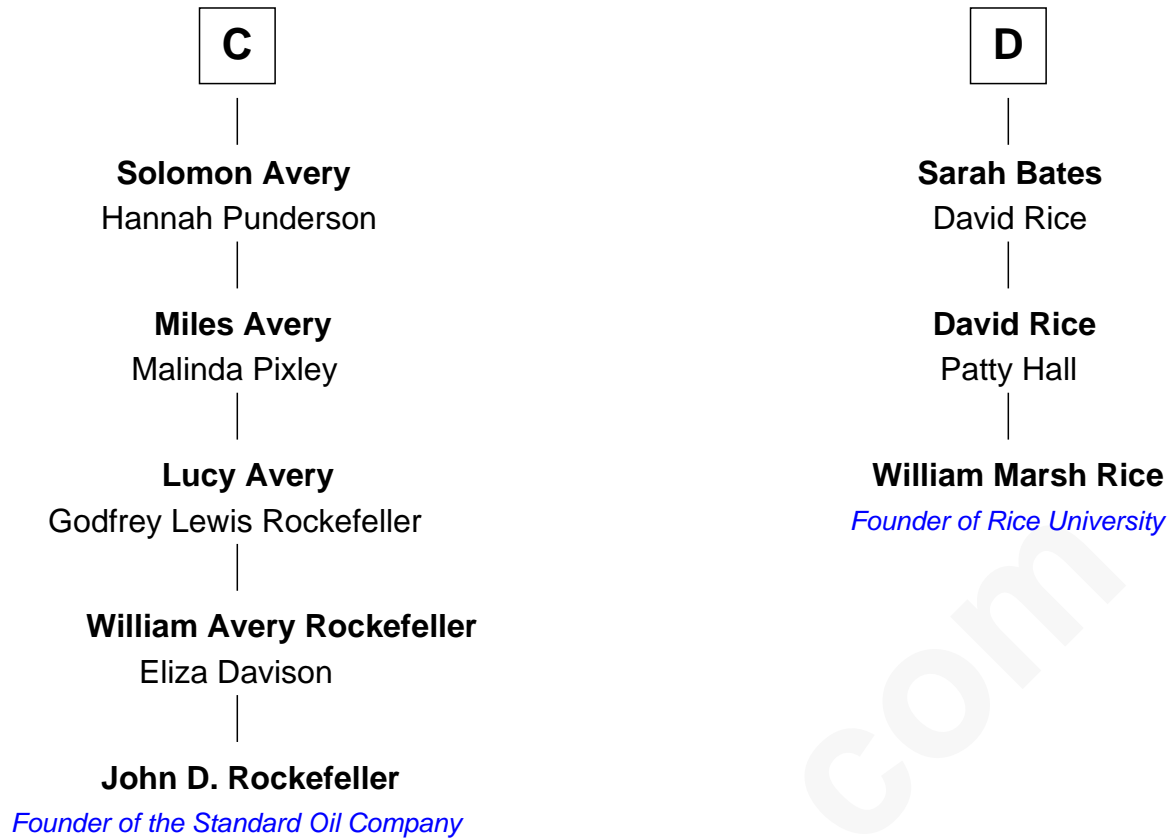 C
Solomon Avery
Hannah Punderson
Miles Avery
Malinda Pixley
Lucy Avery
Godfrey Lewis Rockefeller
William Avery Rockefeller
Eliza Davison
John D. Rockefeller
Founder of the Standard Oil Company
D
Sarah Bates
David Rice
David Rice
Patty Hall
William Marsh Rice
Founder of Rice University
com